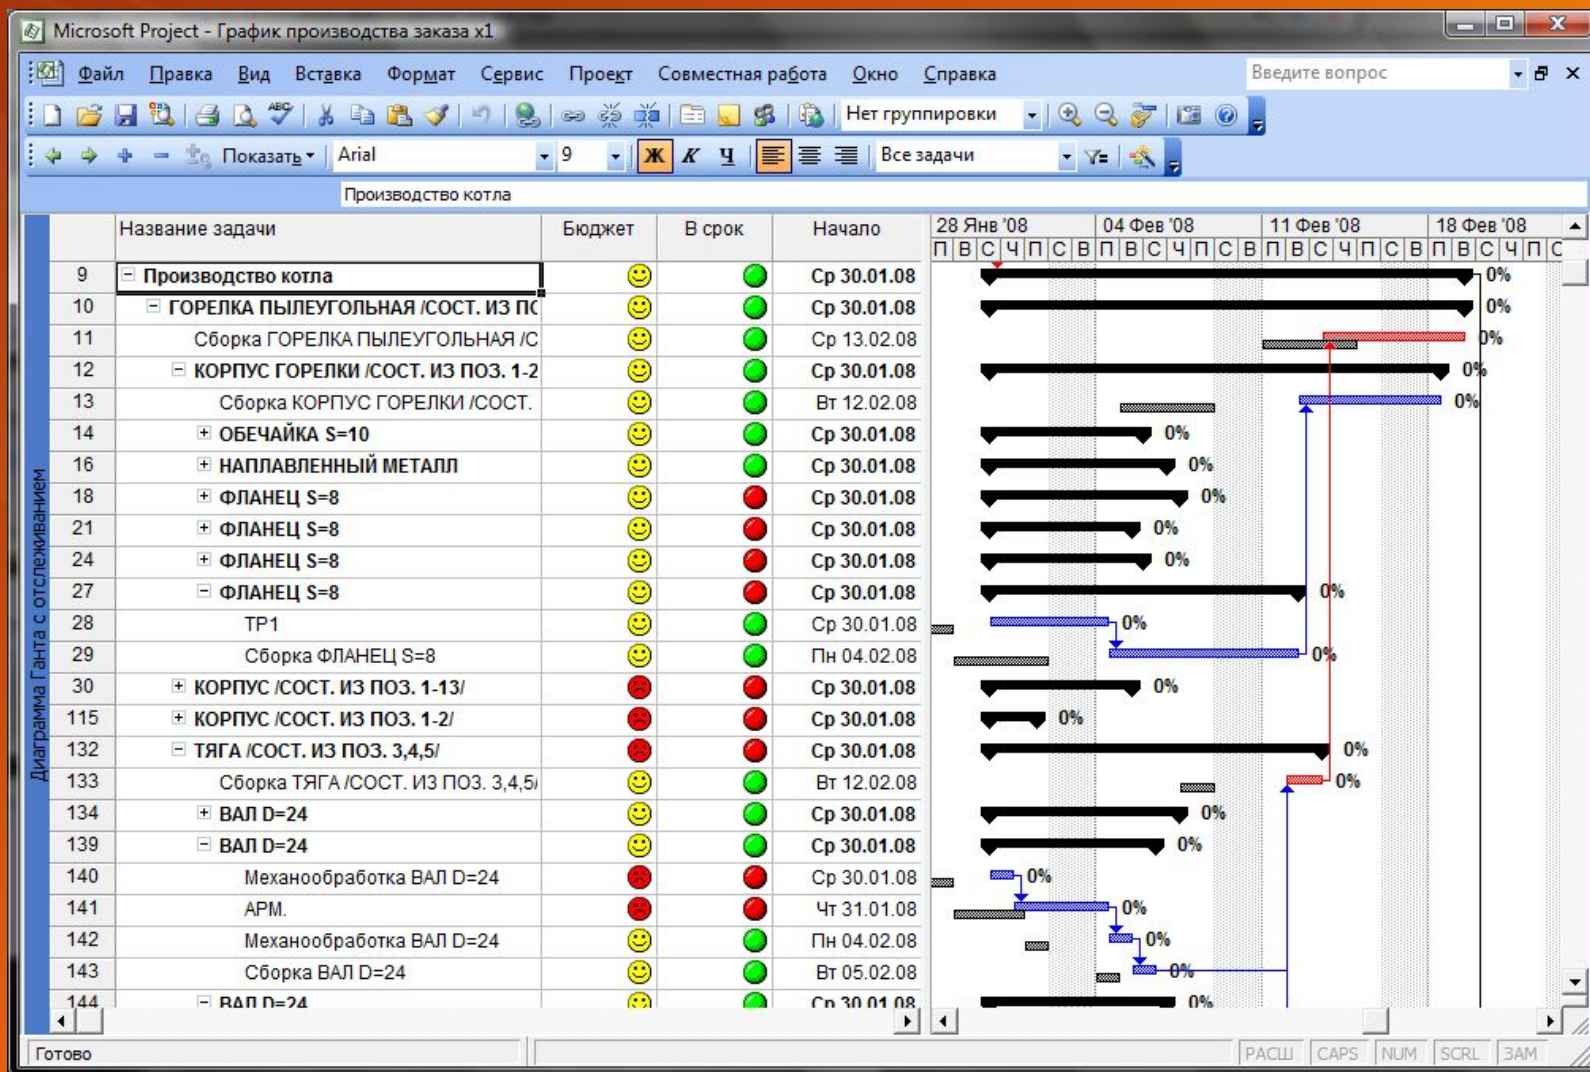 Microsoft Project - График производства заказа x1
Файл Правка Вид Вставка Формат Сервис Проект Совместная работа Окно Справка Введите вопрос
Нет группировки
Показать Arial 9 Ж К Ч Все задачи
Производство котла
Название задачи Бюджет В срок Начало 28 Янв '08 04 Фев '08 11 Фев '08 18 Фев '08
П В С Ч П С В П В С Ч П С В П В С Ч П С В П В С Ч П С
9 Производство котла Ср 30.01.08 0%
10 ГОРЕЛКА ПЫЛЕУГОЛЬНАЯ /СОСТ. ИЗ ПО Ср 30.01.08 0%
11 Сборка ГОРЕЛКА ПЫЛЕУГОЛЬНАЯ /С Ср 13.02.08 0%
12 КОРПУС ГОРЕЛКИ /СОСТ. ИЗ ПОЗ. 1-2 Ср 30.01.08 0%
13 Сборка КОРПУС ГОРЕЛКИ /СОСТ. Вт 12.02.08 0%
14 ОБЕЧАЙКА S=10 Ср 30.01.08 0%
16 НАПЛАВЛЕННЫЙ МЕТАЛЛ Ср 30.01.08 0%
18 ФЛАНЕЦ S=8 Ср 30.01.08 0%
21 ФЛАНЕЦ S=8 Ср 30.01.08 0%
24 ФЛАНЕЦ S=8 Ср 30.01.08 0%
27 ФЛАНЕЦ S=8 Ср 30.01.08 0%
28 ТР1 Ср 30.01.08 0%
29 Сборка ФЛАНЕЦ S=8 Пн 04.02.08 0%
30 КОРПУС /СОСТ. ИЗ ПОЗ. 1-13/ Ср 30.01.08 0%
115 КОРПУС /СОСТ. ИЗ ПОЗ. 1-2/ Ср 30.01.08 0%
132 ТЯГА /СОСТ. ИЗ ПОЗ. 3,4,5/ Ср 30.01.08 0%
133 Сборка ТЯГА /СОСТ. ИЗ ПОЗ. 3,4,5/ Вт 12.02.08 0%
134 ВАЛ D=24 Ср 30.01.08 0%
139 ВАЛ D=24 Ср 30.01.08 0%
140 Механообработка ВАЛ D=24 Ср 30.01.08 0%
141 АРМ. Чт 31.01.08 0%
142 Механообработка ВАЛ D=24 Пн 04.02.08 0%
143 Сборка ВАЛ D=24 Вт 05.02.08 0%
144 ВАЛ D=24 Ср 30.01.08 0%
Диаграмма Ганта с отслеживанием
Готово РАСШ CAPS NUM SCRL ЗАМ